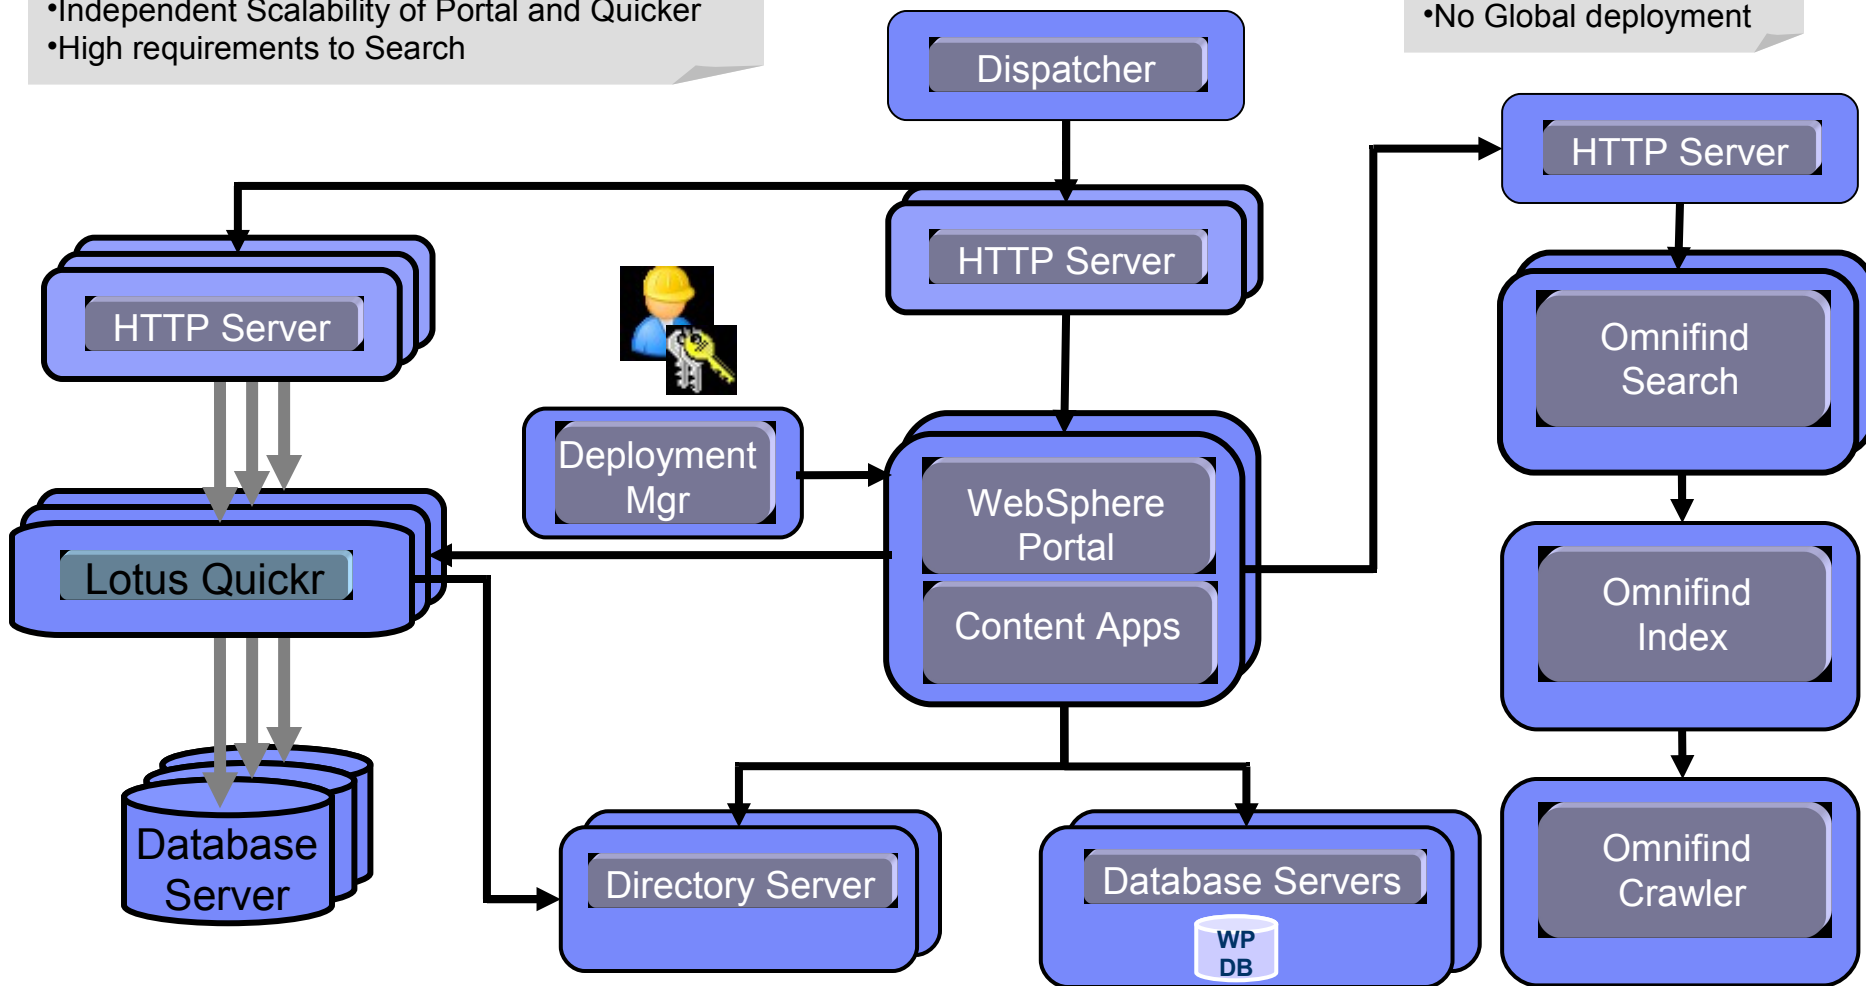 •Independent Scalability of Portal and Quicker
•High requirements to Search
•No Global deployment
Dispatcher
HTTP Server
HTTP Server
HTTP Server
Omnifind
Search
Deployment
Mgr
WebSphere
Portal
Content Apps
Lotus Quickr
Omnifind
Index
Database
Server
Directory Server
Database Servers
WP
DB
Omnifind
Crawler